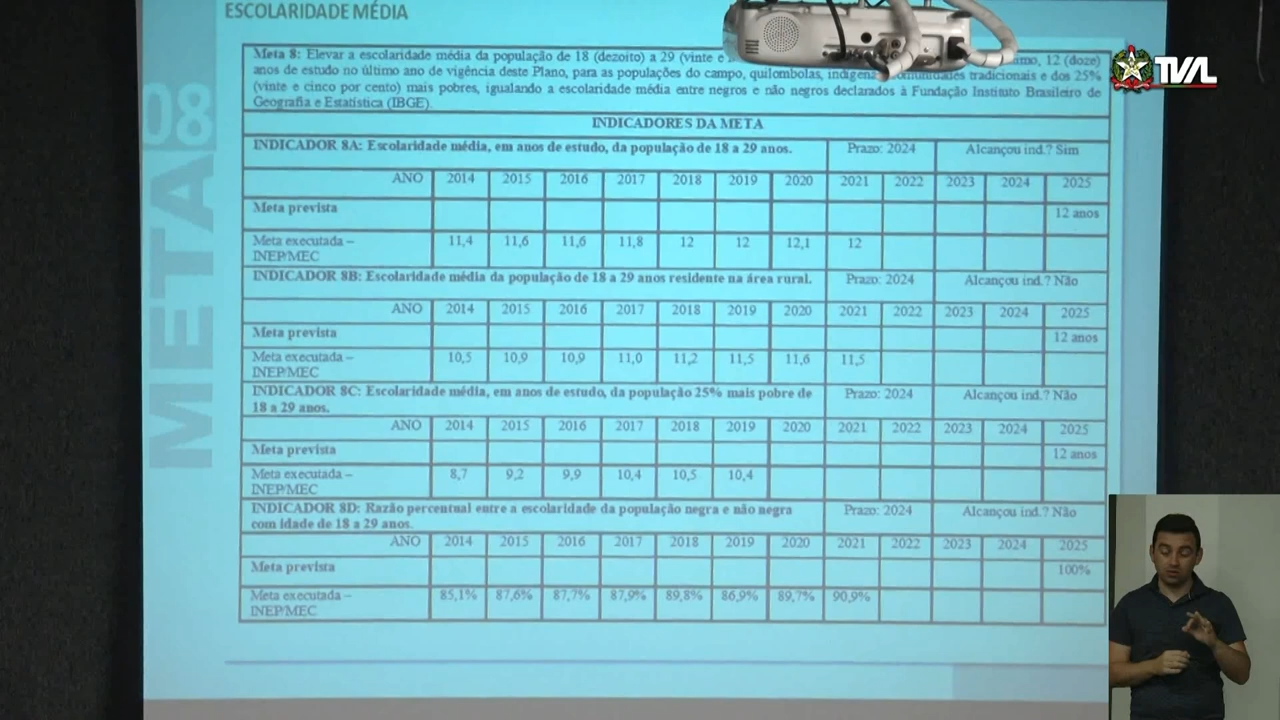 ESCOLARIDADE MÉDIA
TVAL
META 08
Meta 8: Elevar a escolaridade média da população de 18 (dezoito) a 29 (vinte e mo, 12 (doze)
anos de estudo no último ano de vigência deste Plano, para as populações do campo, quilombolas, indígenas, comunidades tradicionais e dos 25%
(vinte e cinco por cento) mais pobres, igualando a escolaridade média entre negros e não negros declarados à Fundação Instituto Brasileiro de
Geografia e Estatística (IBGE).
INDICADORES DA META
INDICADOR 8A: Escolaridade média, em anos de estudo, da população de 18 a 29 anos. Prazo: 2024 Alcançou ind.? Sim
ANO 2014 2015 2016 2017 2018 2019 2020 2021 2022 2023 2024 2025
Meta prevista 12 anos
Meta executada – 11,4 11,6 11,6 11,8 12 12 12,1 12
INEP/MEC
INDICADOR 8B: Escolaridade média da população de 18 a 29 anos residente na área rural. Prazo: 2024 Alcançou ind.? Não
ANO 2014 2015 2016 2017 2018 2019 2020 2021 2022 2023 2024 2025
Meta prevista 12 anos
Meta executada – 10,5 10,9 10,9 11,0 11,2 11,5 11,6 11,5
INEP/MEC
INDICADOR 8C: Escolaridade média, em anos de estudo, da população 25% mais pobre de Prazo: 2024 Alcançou ind.? Não
18 a 29 anos.
ANO 2014 2015 2016 2017 2018 2019 2020 2021 2022 2023 2024 2025
Meta prevista 12 anos
Meta executada – 8,7 9,2 9,9 10,4 10,5 10,4
INEP/MEC
INDICADOR 8D: Razão percentual entre a escolaridade da população negra e não negra Prazo: 2024 Alcançou ind.? Não
com idade de 18 a 29 anos.
ANO 2014 2015 2016 2017 2018 2019 2020 2021 2022 2023 2024 2025
Meta prevista 100%
Meta executada – 85,1% 87,6% 87,7% 87,9% 89,8% 86,9% 89,7% 90,9%
INEP/MEC